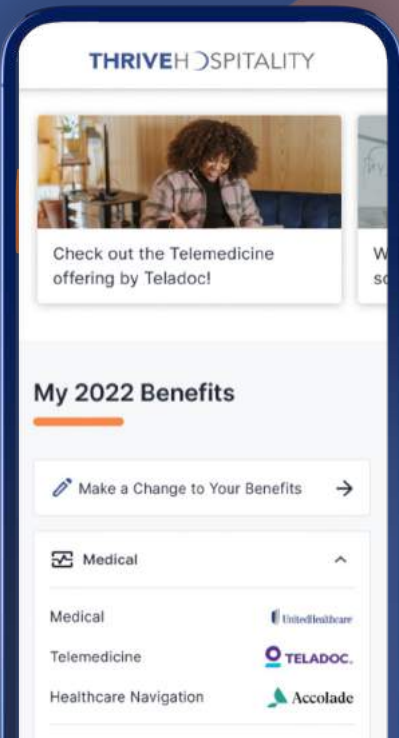 THRIVEHOSPITALITY
Check out the Telemedicine
offering by Teladoc!
W
sc
My 2022 Benefits
Make a Change to Your Benefits
Medical
Medical UnitedHealthcare
Telemedicine TELADOC.
Healthcare Navigation Accolade